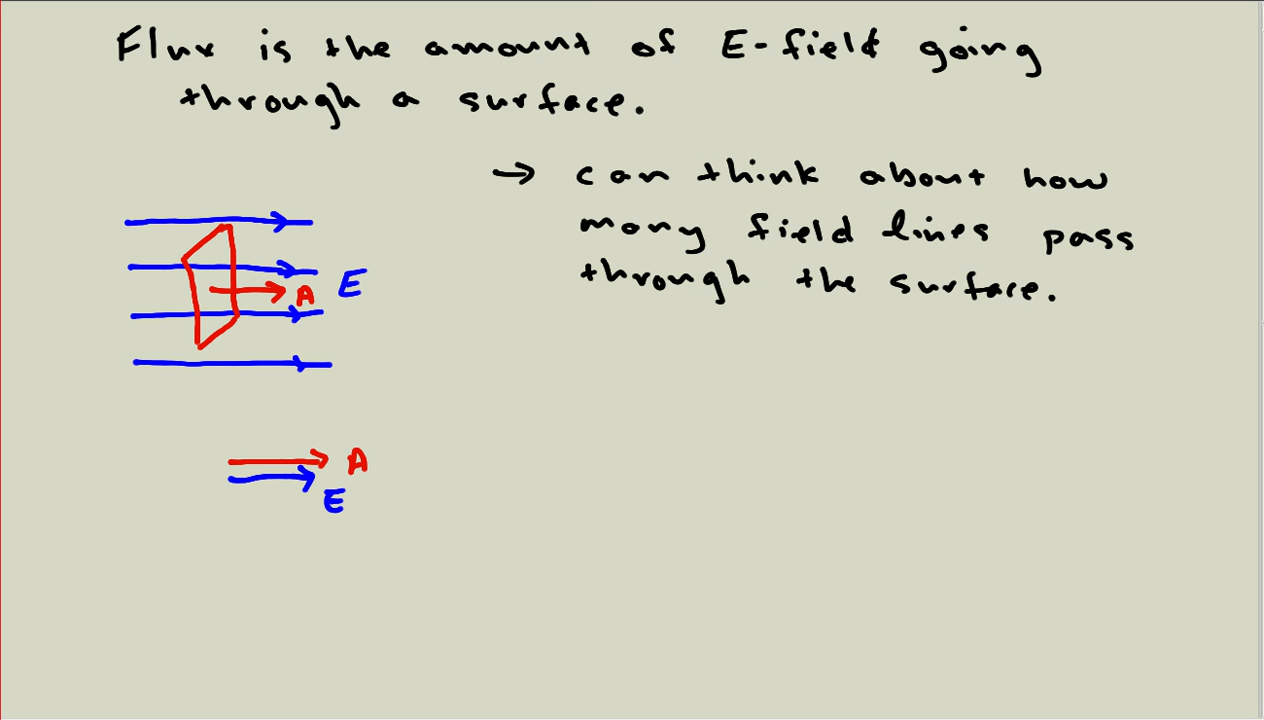 Flux is the amount of E-field going
through a surface.
→ can think about how
many field lines pass
through the surface.
A
E
A
E